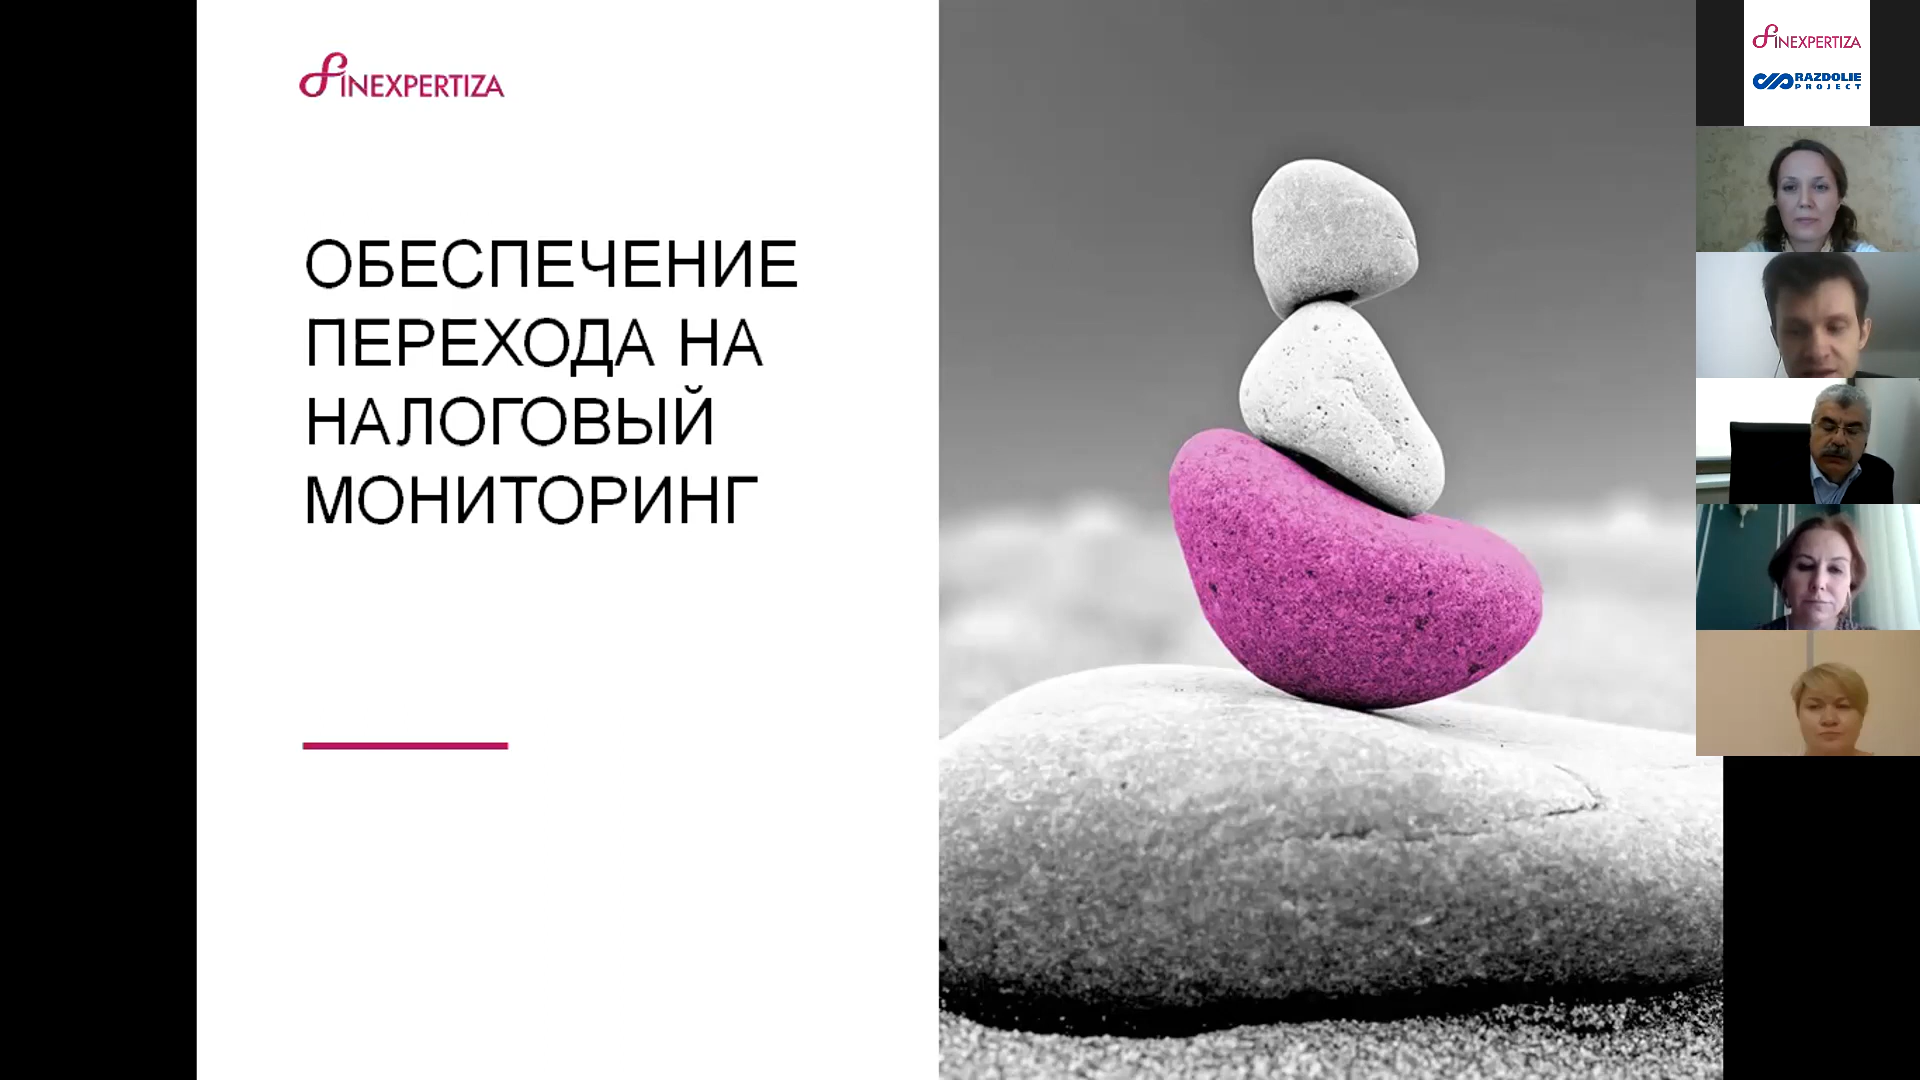 FINEXPERTIZA
ОБЕСПЕЧЕНИЕ
ПЕРЕХОДА НА
НАЛОГОВЫЙ
МОНИТОРИНГ
FINEXPERTIZA
RAZDOLIE
PROJECT